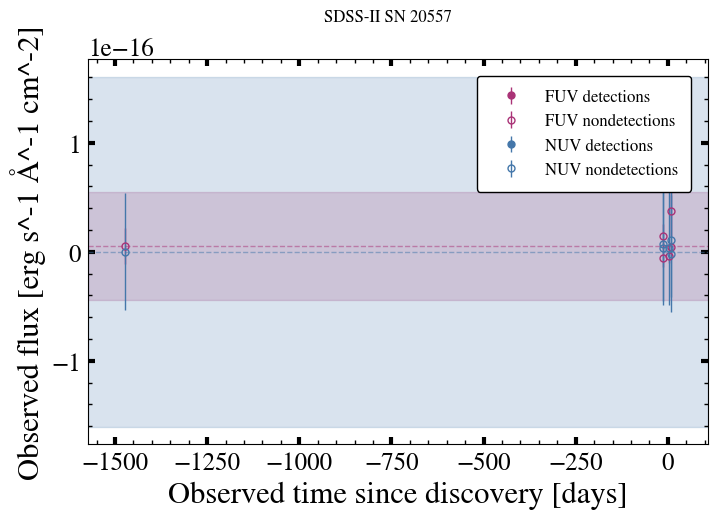 SDSS-II SN 20557
1e−16
FUV detections
FUV nondetections
NUV detections
NUV nondetections
1
0
−1
Observed flux [erg s^-1 Å^-1 cm^-2]
−1500 −1250 −1000 −750 −500 −250 0
Observed time since discovery [days]